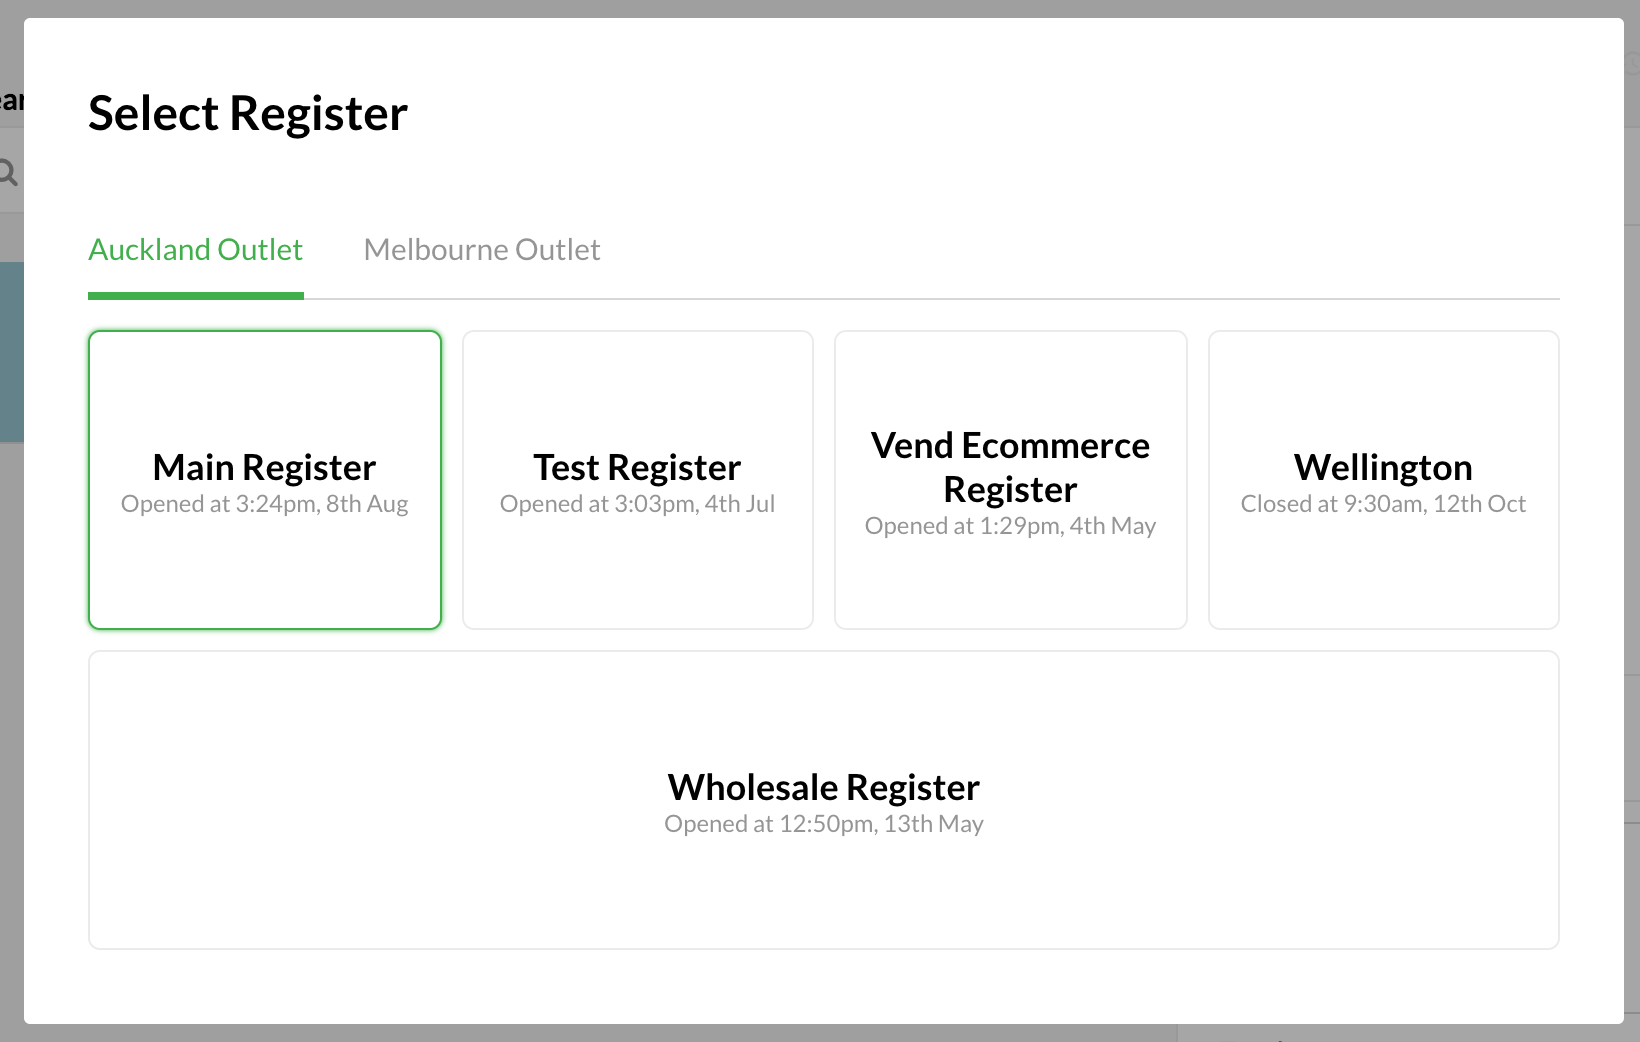 Select Register
Auckland Outlet
Melbourne Outlet
Main Register
Opened at 3:24pm, 8th Aug
Test Register
Opened at 3:03pm, 4th Jul
Vend Ecommerce
Register
Opened at 1:29pm, 4th May
Wellington
Closed at 9:30am, 12th Oct
Wholesale Register
Opened at 12:50pm, 13th May